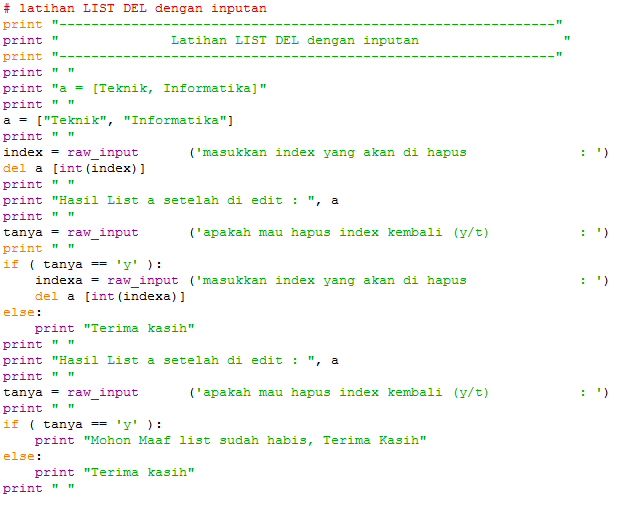 # latihan LIST DEL dengan inputan
print "--------------------------------------------------------------"
print "              Latihan LIST DEL dengan inputan                  "
print "--------------------------------------------------------------"
print " "
print "a = [Teknik, Informatika]"
print " "
a = ["Teknik", "Informatika"]
print " "
index = raw_input      ('masukkan index yang akan di hapus              : ')
del a [int(index)]
print " "
print "Hasil List a setelah di edit : ", a
print " "
tanya = raw_input      ('apakah mau hapus index kembali (y/t)           : ')
print " "
if ( tanya == 'y' ):
    indexa = raw_input ('masukkan index yang akan di hapus              : ')
    del a [int(indexa)]
else:
    print "Terima kasih"
print " "
print "Hasil List a setelah di edit : ", a
print " "
tanya = raw_input      ('apakah mau hapus index kembali (y/t)           : ')
print " "
if ( tanya == 'y' ):
    print "Mohon Maaf list sudah habis, Terima Kasih"
else:
    print "Terima kasih"
print " "